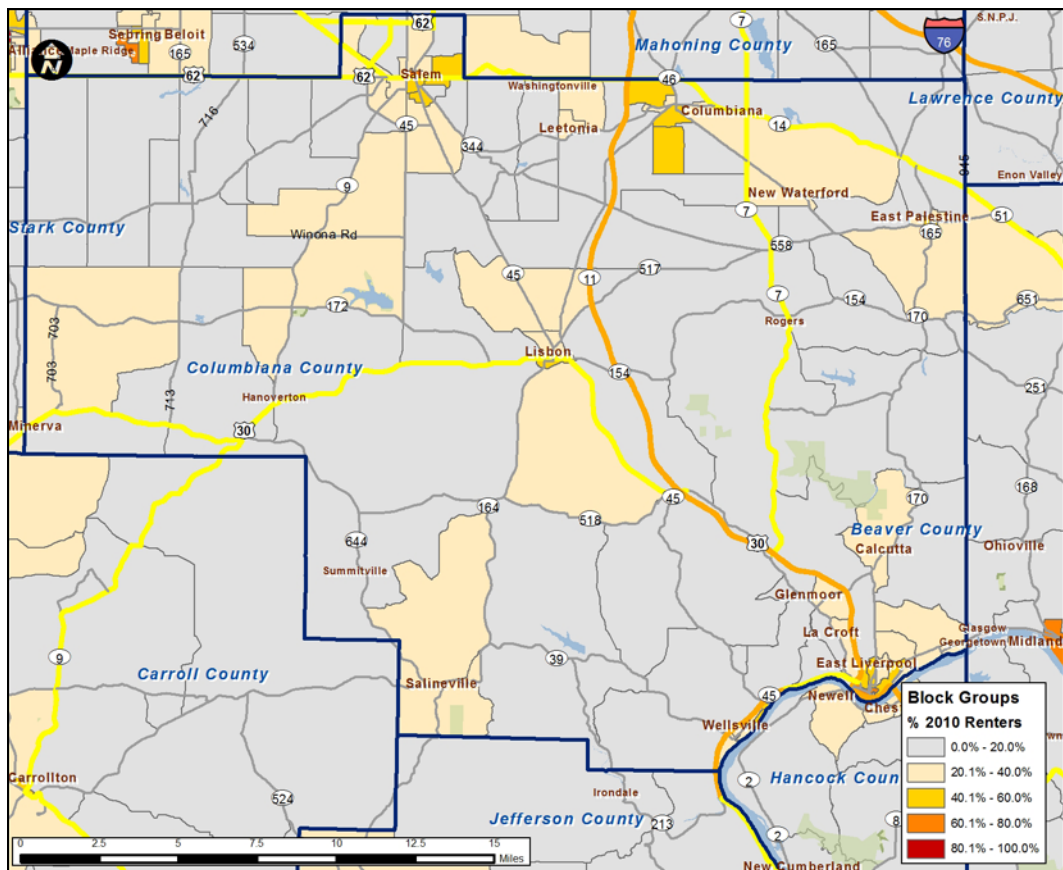 62
7
S.N.P.J.
Sebring
Beloit
534
Mahoning County
165
76
Alliance
Maple Ridge
165
N
62
62
Salem
46
Washingtonville
Lawrence County
716
Columbiana
45
Leetonia
14
344
Enon Valley
9
New Waterford
7
East Palestine
51
Stark County
Winona Rd
558
165
45
517
11
7
154
651
172
703
170
Rogers
Lisbon
703
Columbiana County
154
251
713
Hanoverton
Minerva
30
45
170
168
164
518
Beaver County
644
30
Calcutta
Ohioville
Summitville
Glenmoor
La Croft
Glasgow
Georgetown
Midland
9
39
East Liverpool
Carroll County
Salineville
45
Newell
Wellsville
Block Groups
% 2010 Renters
0.0% - 20.0%
20.1% - 40.0%
40.1% - 60.0%
60.1% - 80.0%
80.1% - 100.0%
Carrollton
2
Hancock Coun
Irondale
524
Jefferson County
213
2
8
0 2.5 5 7.5 10 12.5 15
Miles
New Cumberland